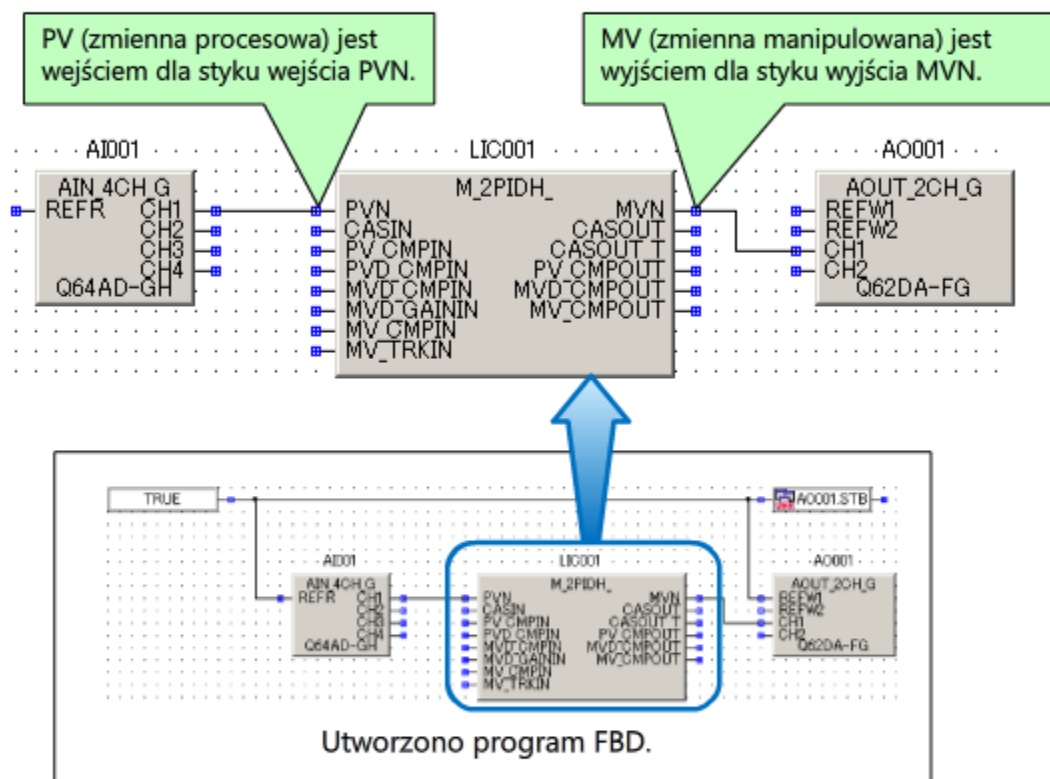 PV (zmienna procesowa) jest
wejściem dla styku wejścia PVN.
MV (zmienna manipulowana) jest
wyjściem dla styku wyjścia MVN.
AI001
LIC001
AO001
AIN_4CH_G
REFR CH1
CH2
CH3
CH4
Q64AD-GH
M_2PIDH_
PVN MVN
CASIN CASOUT
PV_CMPIN CASOUT_T
PVD_CMPIN PV_CMPOUT
MVD_CMPIN MVD_CMPOUT
MVD_GAININ MV_CMPOUT
MV_CMPIN
MV_TRKIN
AOUT_2CH_G
REFW1
REFW2
CH1
CH2
Q62DA-FG
TRUE
AO001.STB
AI001
LIC001
AO001
AIN_4CH_G
REFR CH1
CH2
CH3
CH4
Q64AD-GH
M_2PIDH_
PVN MVN
CASIN CASOUT
PV_CMPIN CASOUT_T
PVD_CMPIN PV_CMPOUT
MVD_CMPIN MVD_CMPOUT
MVD_GAININ MV_CMPOUT
MV_CMPIN
MV_TRKIN
AOUT_2CH_G
REFW1
REFW2
CH1
CH2
Q62DA-FG
Utworzono program FBD.